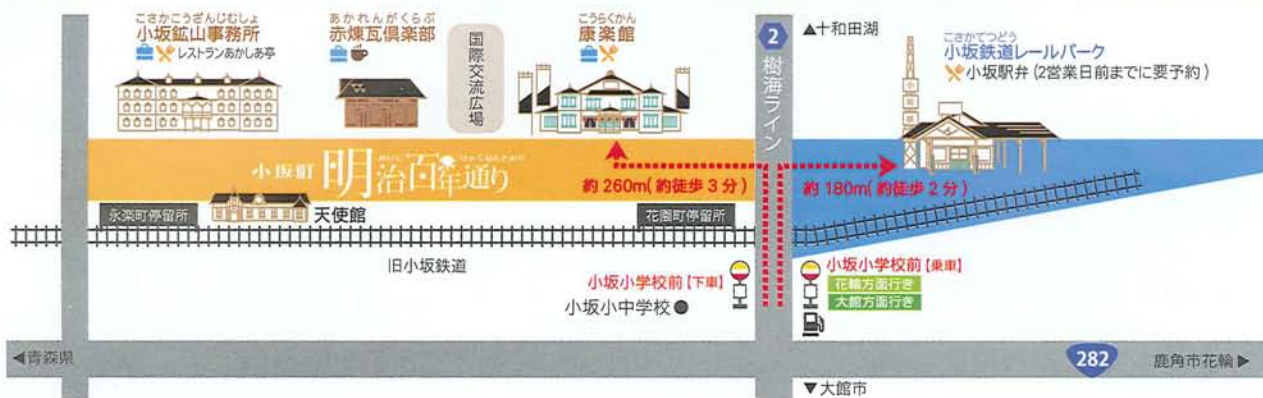 こさかこうざんじむしょ
小坂鉱山事務所
レストランあかしあ亭
あかれんがくらぶ
赤煉瓦倶楽部
国際交流広場
こうらくかん
康楽館
2
樹海ライン
▲十和田湖
こさかてつどう
小坂鉄道レールパーク
小坂駅弁(2営業日前までに要予約)
小坂町 明治百年通り
約260m(約徒歩3分)
約180m(約徒歩2分)
永楽町停留所
天使館
花園町停留所
旧小坂鉄道
小坂小学校前【下車】
小坂小中学校●
小坂小学校前【乗車】
花輪方面行き
大館方面行き
◀青森県
282
鹿角市花輪▶
▼大館市